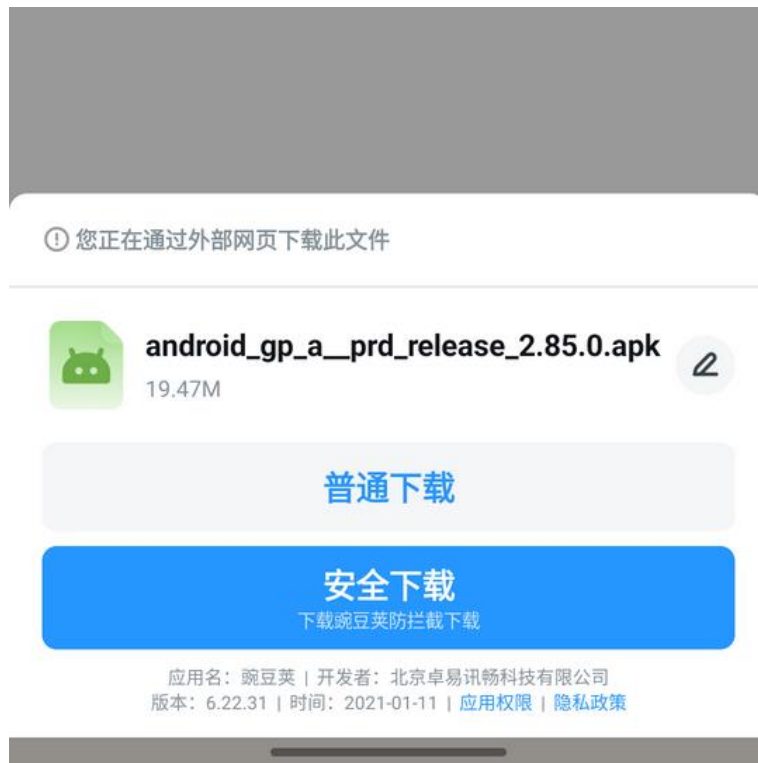 您正在通过外部网页下载此文件
android_gp_a__prd_release_2.85.0.apk
19.47M
普通下载
安全下载
下载豌豆荚防拦截下载
应用名：豌豆荚 | 开发者：北京卓易讯畅科技有限公司
版本：6.22.31 | 时间：2021-01-11 | 应用权限 | 隐私政策